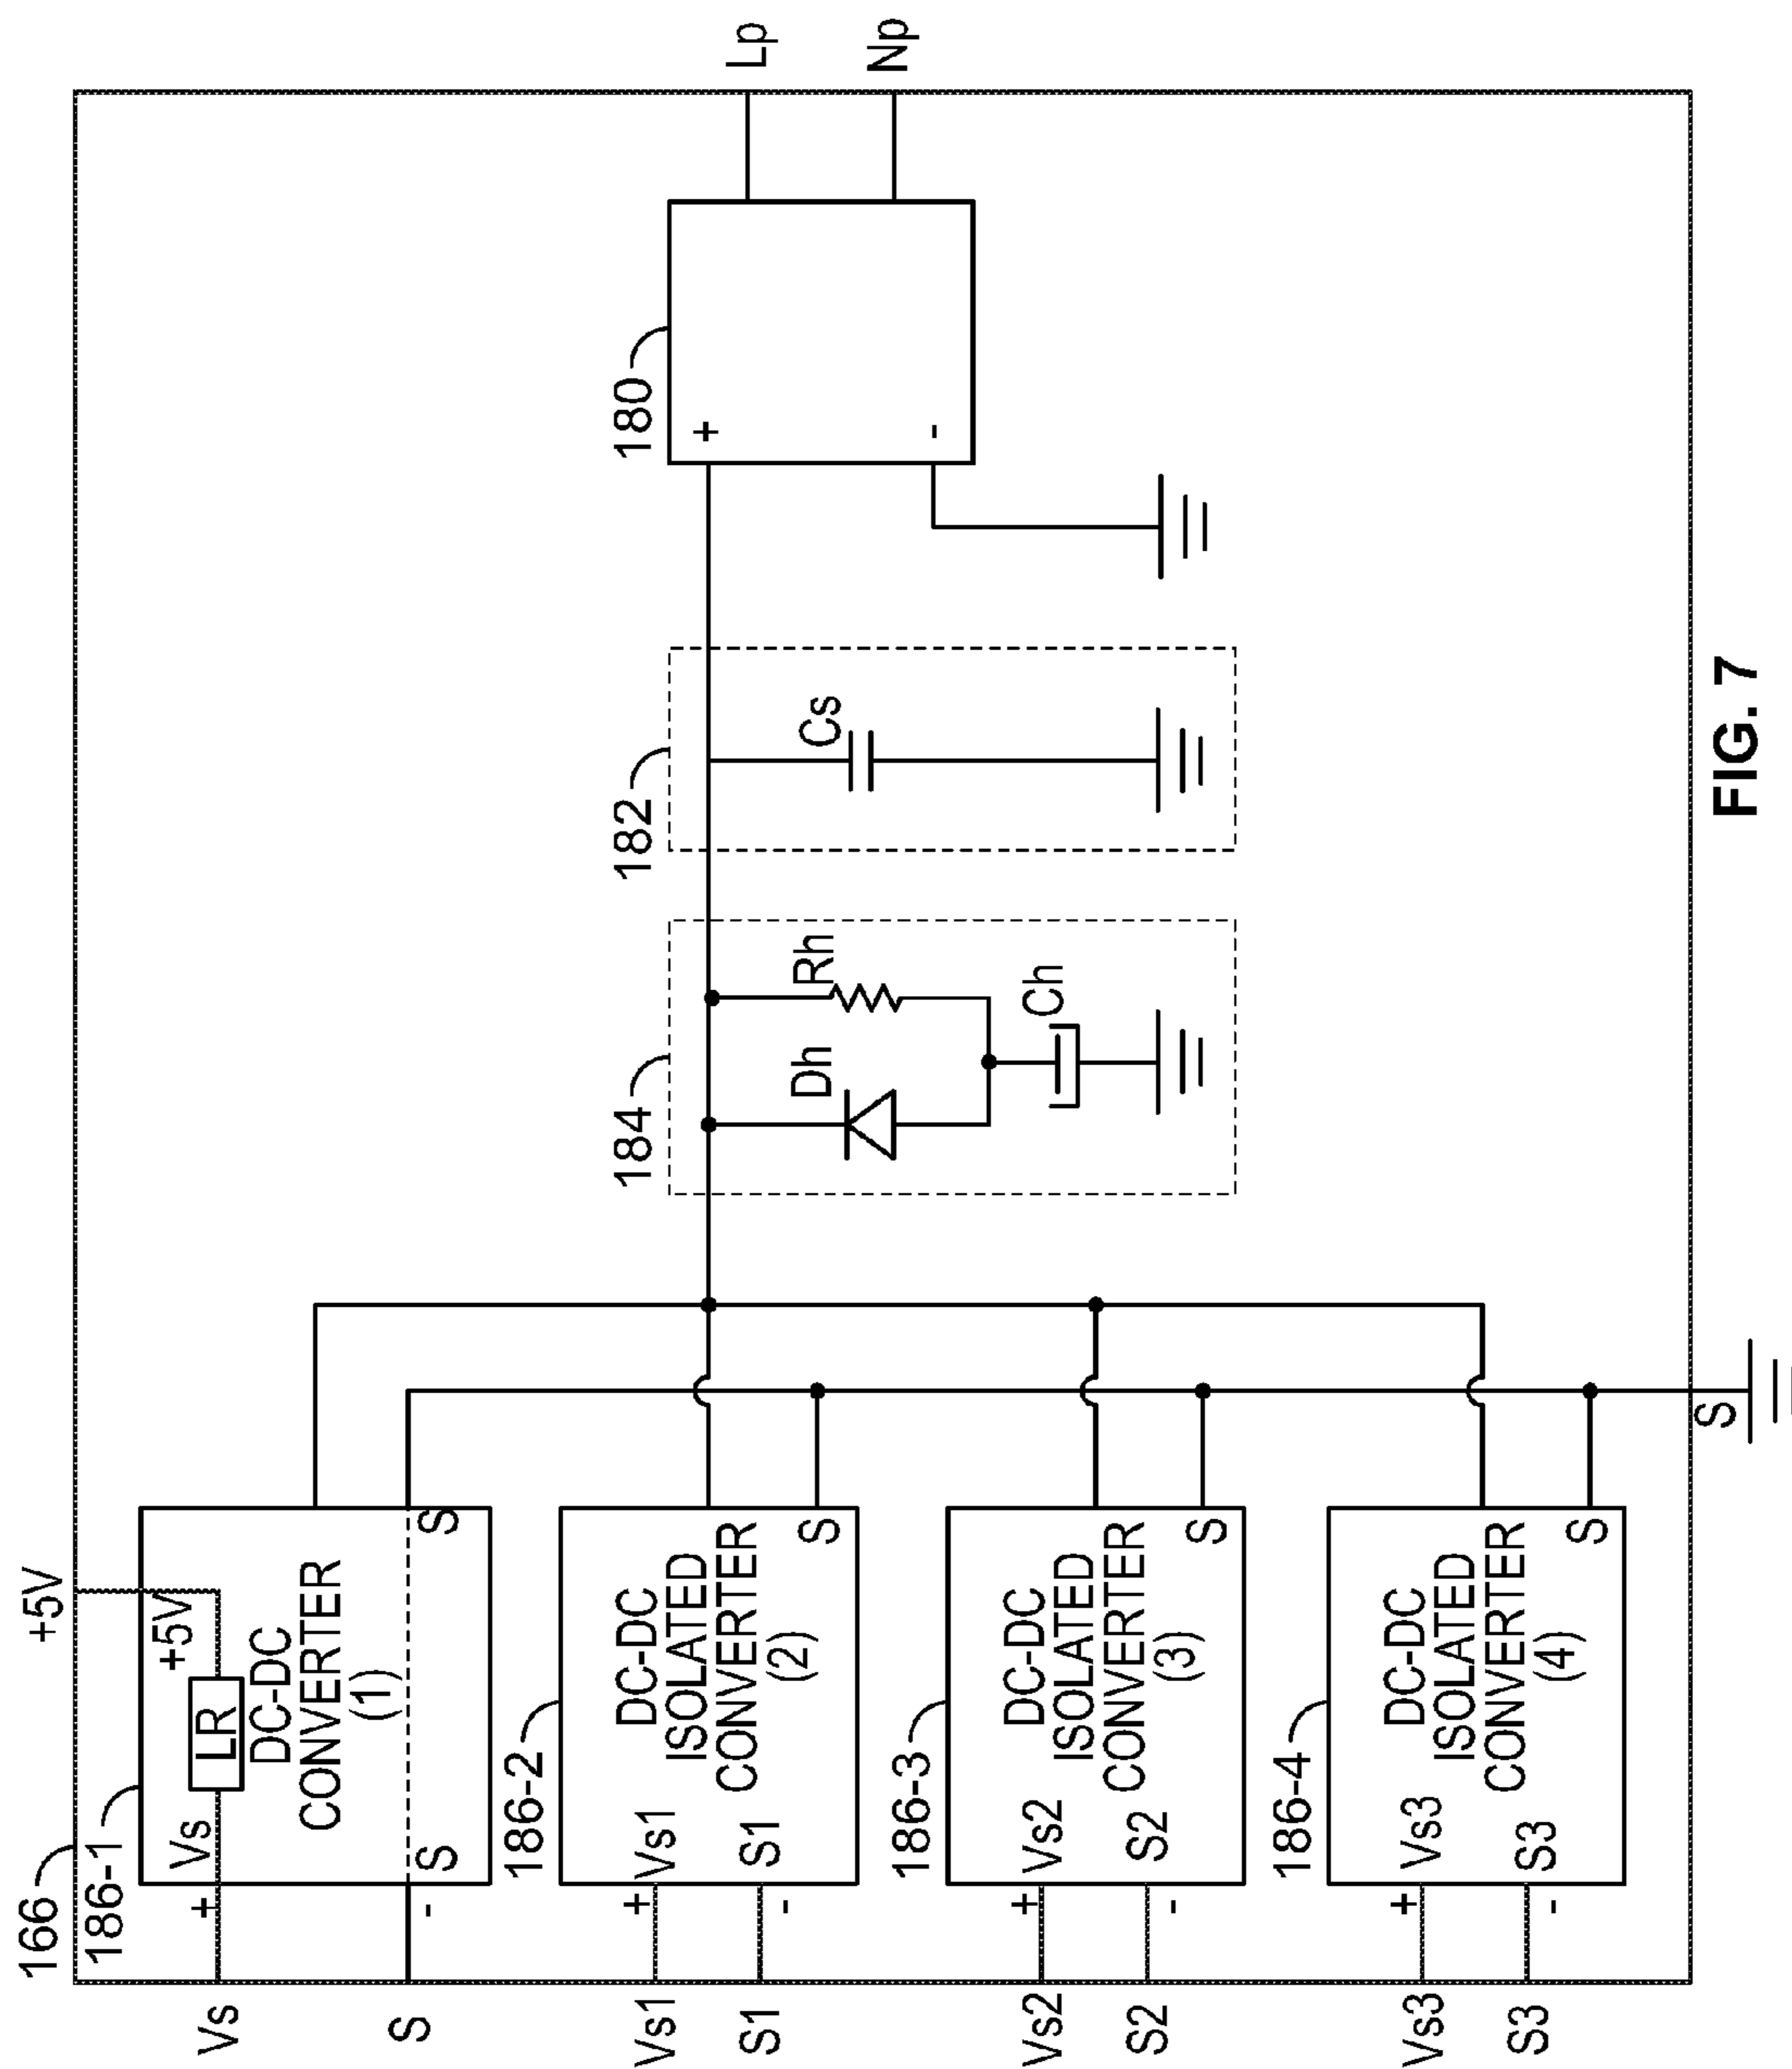 166
186-1
+5V
Vs
+
Vs
LR
+5V
DC-DC
CONVERTER
(1)
S
-
S
S
186-2
Vs1
+
Vs1
S1
-
S1
DC-DC
ISOLATED
CONVERTER
(2)
S
186-3
Vs2
+
Vs2
S2
-
S2
DC-DC
ISOLATED
CONVERTER
(3)
S
186-4
Vs3
+
Vs3
S3
-
S3
DC-DC
ISOLATED
CONVERTER
(4)
S
S
184
Dh
Rh
Ch
182
Cs
180
+
-
Lp
Np
FIG. 7